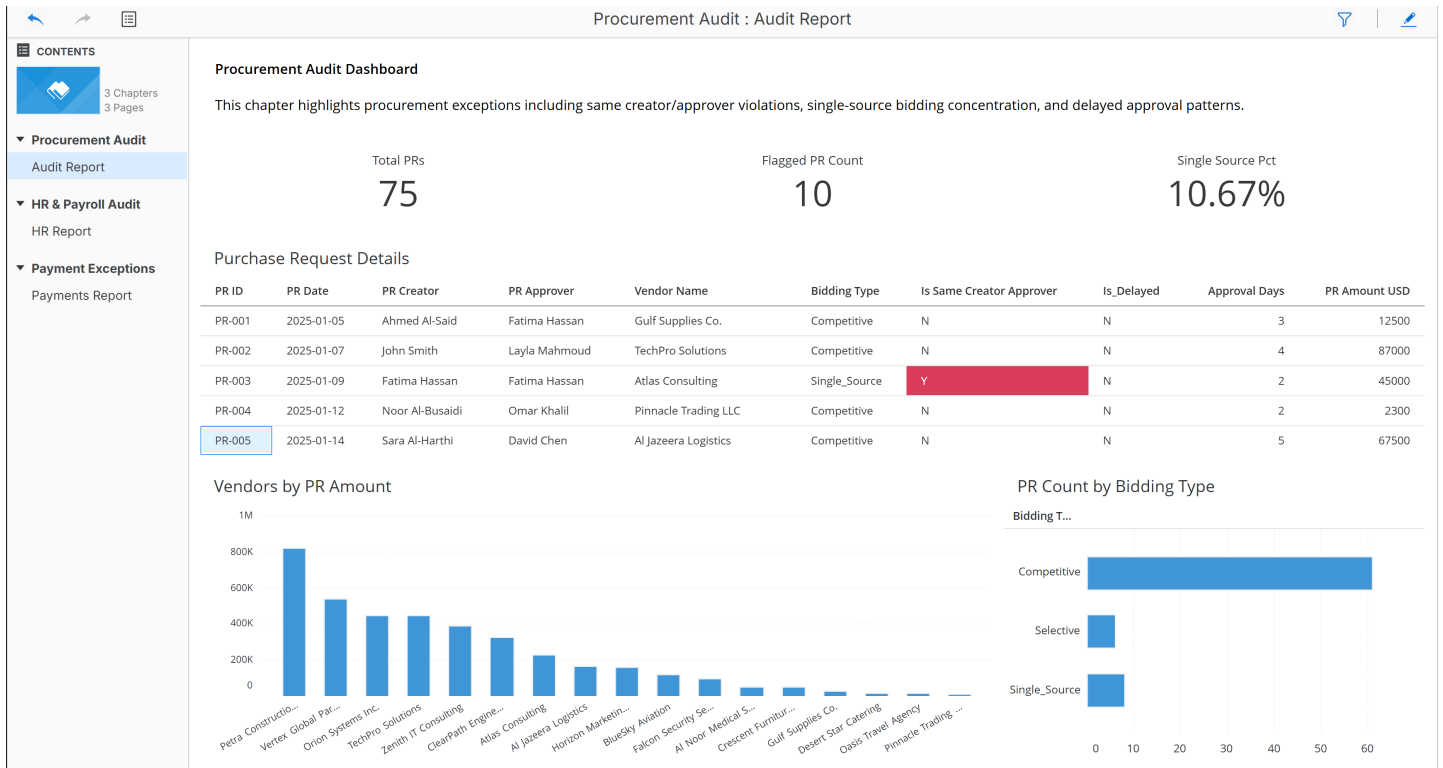 Procurement Audit : Audit Report
CONTENTS
3 Chapters
3 Pages
Procurement Audit
Audit Report
HR & Payroll Audit
HR Report
Payment Exceptions
Payments Report
Procurement Audit Dashboard
This chapter highlights procurement exceptions including same creator/approver violations, single-source bidding concentration, and delayed approval patterns.
Total PRs Flagged PR Count Single Source Pct
75 10 10.67%
Purchase Request Details
PR ID PR Date PR Creator PR Approver Vendor Name Bidding Type Is Same Creator Approver Is_Delayed Approval Days PR Amount USD
PR-001 2025-01-05 Ahmed Al-Said Fatima Hassan Gulf Supplies Co. Competitive N N 3 12500
PR-002 2025-01-07 John Smith Layla Mahmoud TechPro Solutions Competitive N N 4 87000
PR-003 2025-01-09 Fatima Hassan Fatima Hassan Atlas Consulting Single_Source Y N 2 45000
PR-004 2025-01-12 Noor Al-Busaidi Omar Khalil Pinnacle Trading LLC Competitive N N 2 2300
PR-005 2025-01-14 Sara Al-Harthi David Chen Al Jazeera Logistics Competitive N N 5 67500
Vendors by PR Amount
1M
800K
600K
400K
200K
0
Petra Constructio...
Vertex Global Par...
Orion Systems Inc.
TechPro Solutions
Zenith IT Consulting
ClearPath Engine...
Atlas Consulting
Al Jazeera Logistics
Horizon Marketin...
BlueSky Aviation
Falcon Security Se...
Al Noor Medical S...
Crescent Furnitur...
Gulf Supplies Co.
Desert Star Catering
Oasis Travel Agency
Pinnacle Trading ...
PR Count by Bidding Type
Bidding T...
Competitive
Selective
Single_Source
0 10 20 30 40 50 60